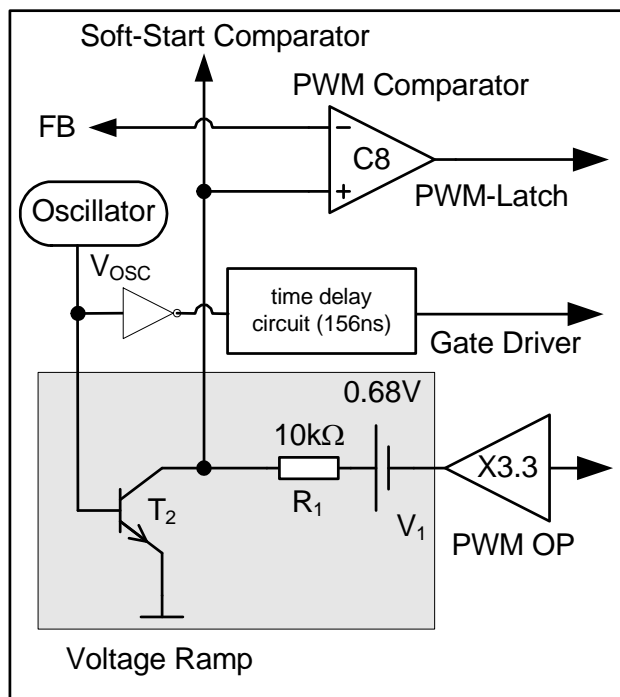 Soft-Start Comparator
PWM Comparator
FB
−
C8
+
PWM-Latch
Oscillator
VOSC
time delay
circuit (156ns)
Gate Driver
0.68V
10kΩ
X3.3
R1
T2
V1
PWM OP
Voltage Ramp